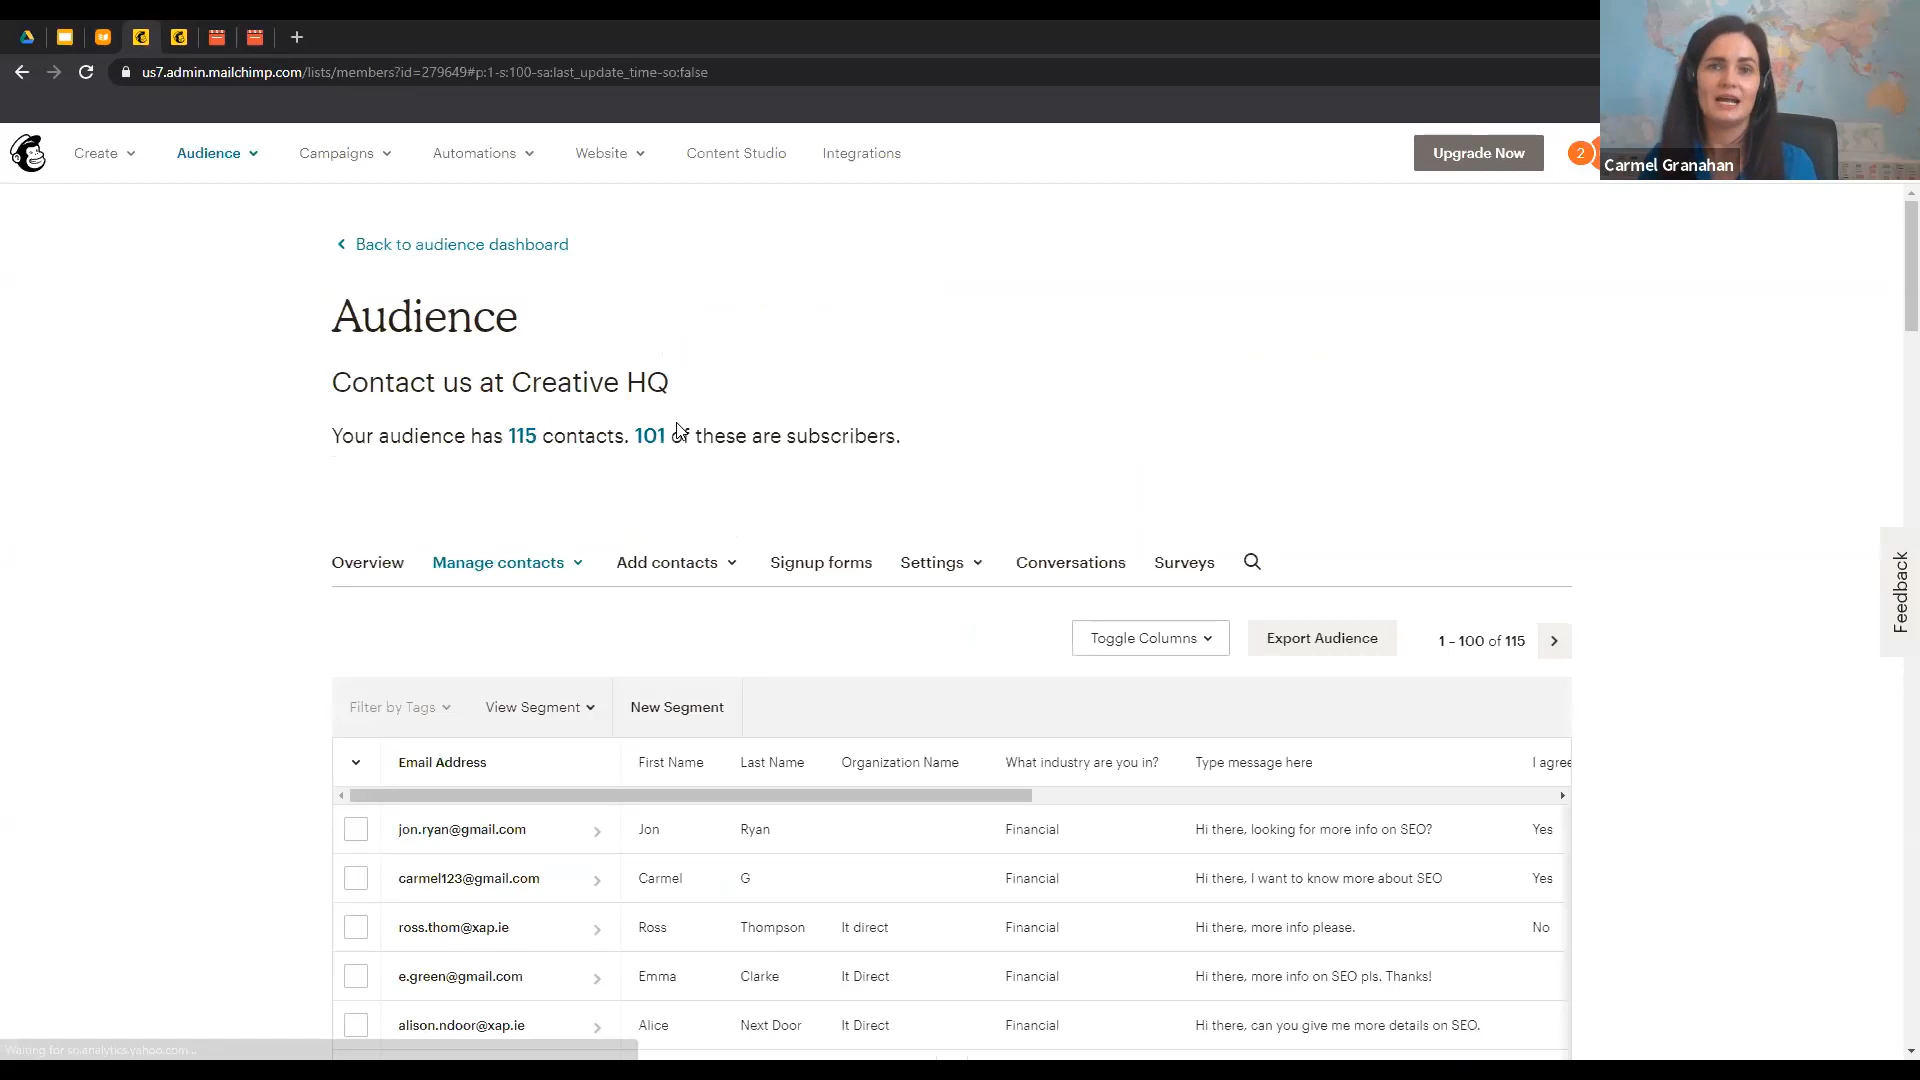 us7.admin.mailchimp.com/lists/members?id=279649#p:1-s:100-sa:last_update_time-so:false
Create
Audience
Campaigns
Automations
Website
Content Studio
Integrations
Upgrade Now
2
Carmel Granahan
Back to audience dashboard
Audience
Contact us at Creative HQ
Your audience has 115 contacts. 101 of these are subscribers.
Overview
Manage contacts
Add contacts
Signup forms
Settings
Conversations
Surveys
Feedback
Toggle Columns
Export Audience
1 – 100 of 115
Filter by Tags
View Segment
New Segment
Email Address First Name Last Name Organization Name What industry are you in? Type message here I agree
jon.ryan@gmail.com Jon Ryan Financial Hi there, looking for more info on SEO? Yes
carmel123@gmail.com Carmel G Financial Hi there, I want to know more about SEO Yes
ross.thom@xap.ie Ross Thompson It direct Financial Hi there, more info please. No
e.green@gmail.com Emma Clarke It Direct Financial Hi there, more info on SEO pls. Thanks!
alison.ndoor@xap.ie Alice Next Door It Direct Financial Hi there, can you give me more details on SEO.
Waiting for sp.analytics.yahoo.com...